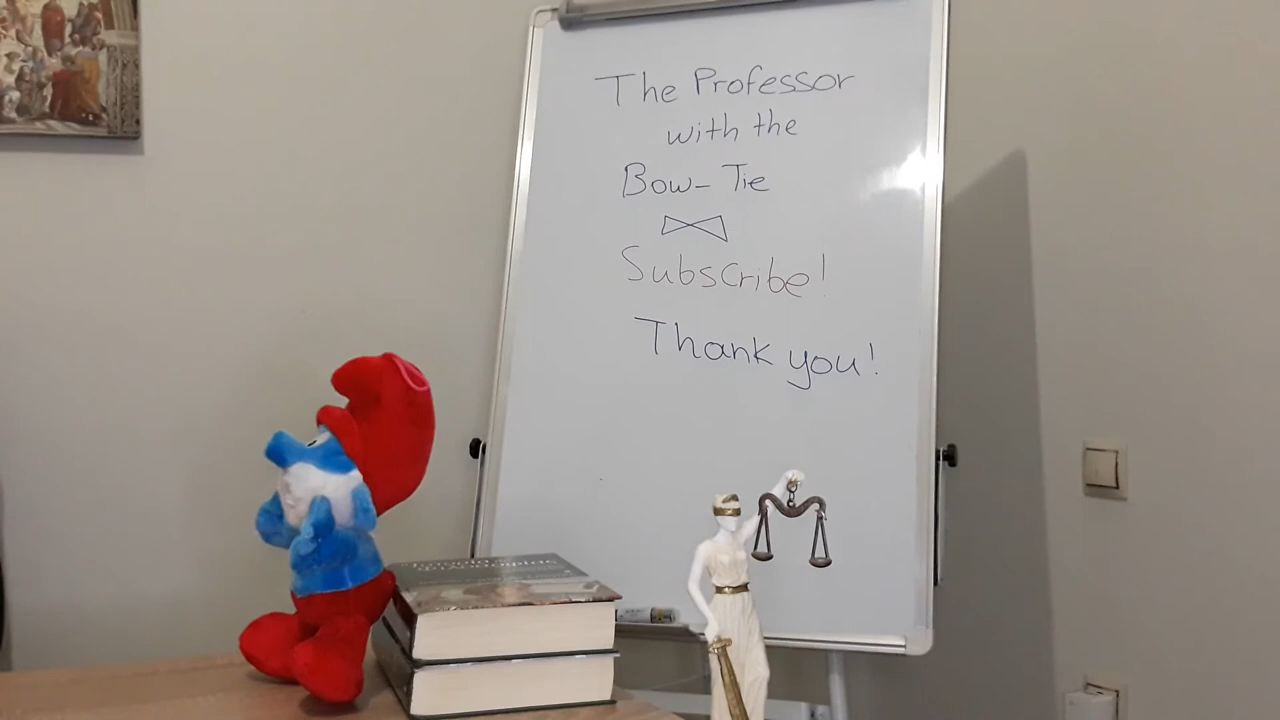 The Professor
with the
Bow-Tie
Subscribe!
Thank you!